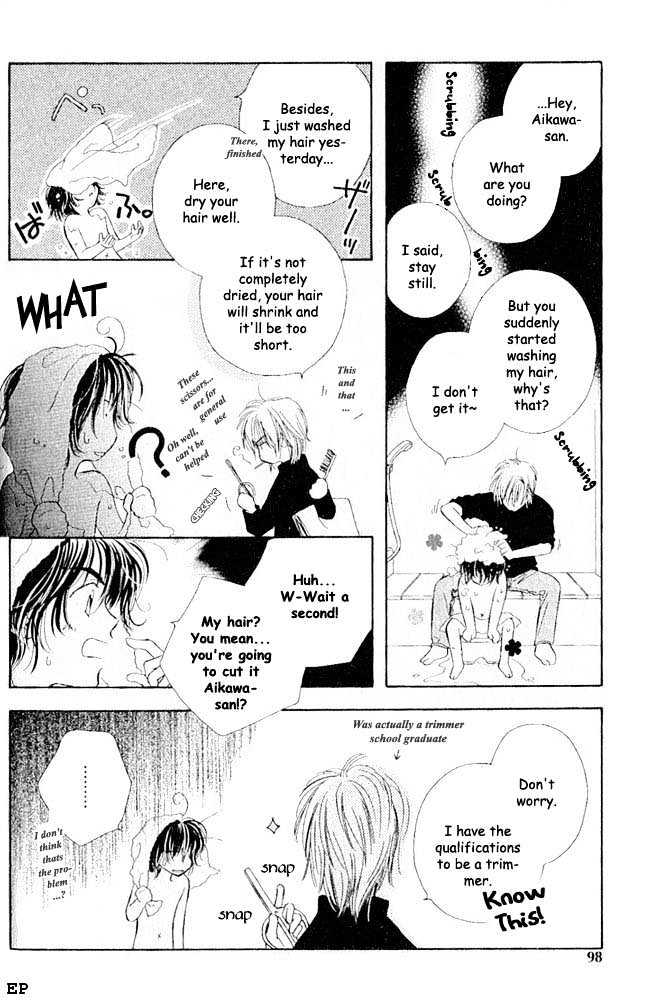 ...Hey,
Aikawa-
san.
What
are you
doing?
Scrubbing
Scrub
bing
I said,
stay
still.
But you
suddenly
started
washing
my hair,
why's
that?
I don't
get it~
Scrubbing
Besides,
I just washed
my hair yes-
terday...
There,
finished
Here,
dry your
hair well.
If it's not
completely
dried, your hair
will shrink and
it'll be too
short.
ば
ふ。
WHAT
?
This
and
that
...
These
scissors...
are for
general
use
Oh well,
can't be
helped
Huh...
W-Wait a
second!
My hair?
You mean...
you're going
to cut it
Aikawa-
san!?
Was actually a trimmer
school graduate
↓
Don't
worry.
I have the
qualifications
to be a trim-
mer.
Know
This!
snap
snap
I don't
think
thats
the pro-
blem
...?
98
EP